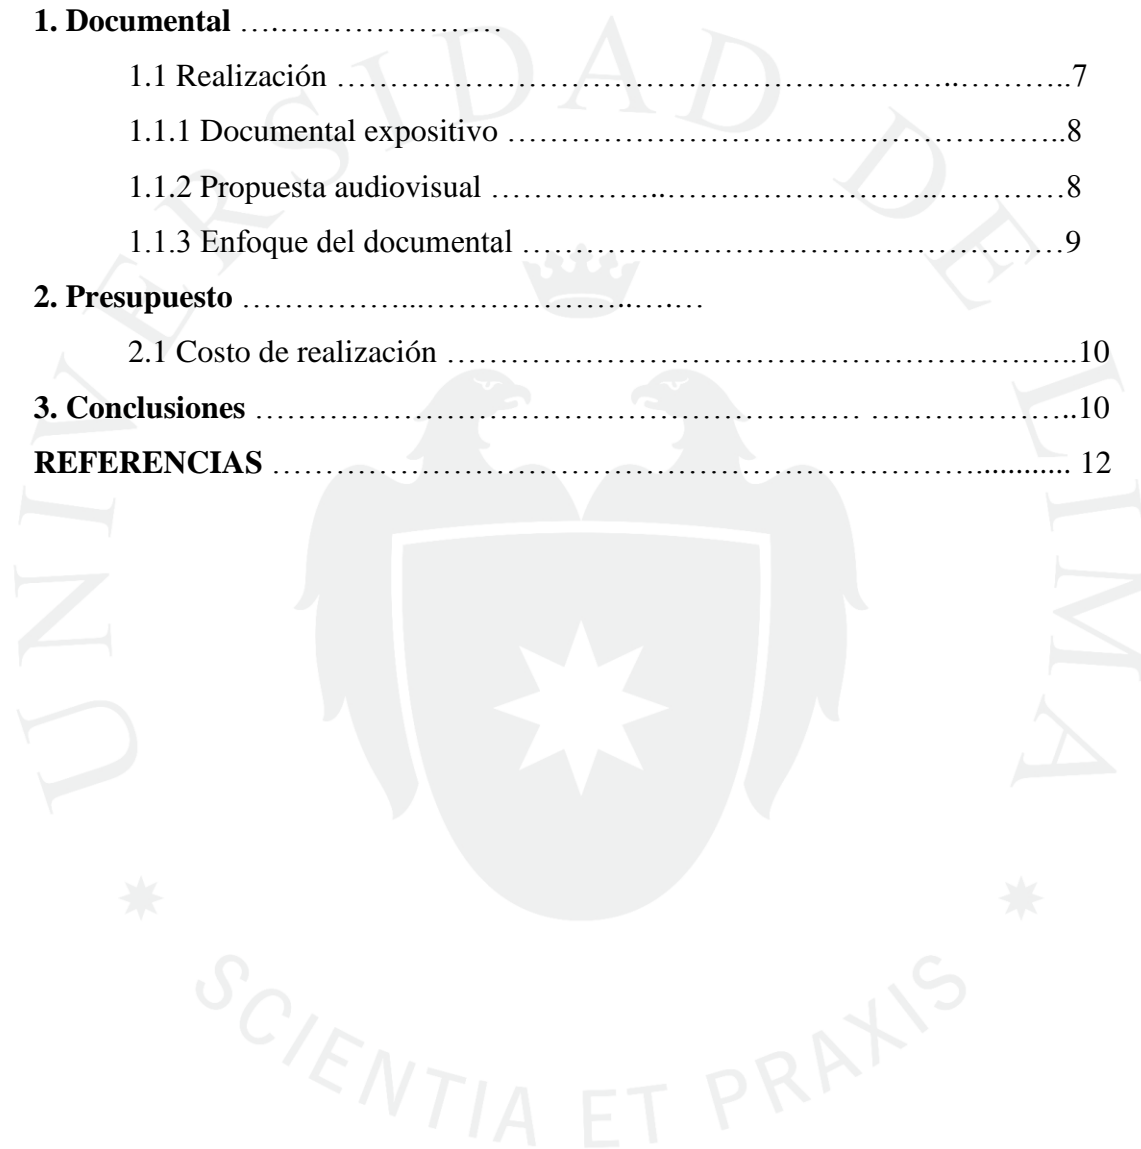 1. Documental ….…………………
1.1 Realización …………………………………………………..………..7
1.1.1 Documental expositivo ……………………………………………..8
1.1.2 Propuesta audiovisual …………..…………………….…………8
1.1.3 Enfoque del documental ……………………………………………9
2. Presupuesto ……………...………………..….…
2.1 Costo de realización ………………………………………………….…..10
3. Conclusiones ………………………………………………… ………………..10
REFERENCIAS …………………………………………………………............ 12
UNIVERSIDAD DE LIMA
SCIENTIA ET PRAXIS